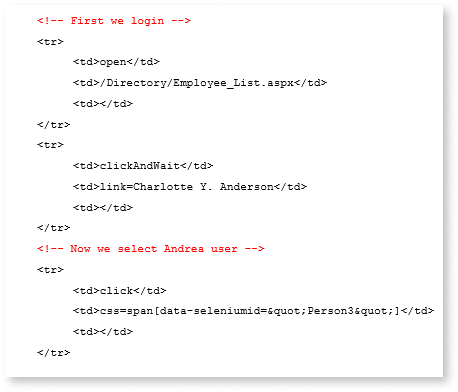 <!-- First we login -->
<tr>
<td>open</td>
<td>/Directory/Employee_List.aspx</td>
<td></td>
</tr>
<tr>
<td>clickAndWait</td>
<td>link=Charlotte Y. Anderson</td>
<td></td>
</tr>
<!-- Now we select Andrea user -->
<tr>
<td>click</td>
<td>css=span[data-seleniumid=&quot;Person3&quot;]</td>
<td></td>
</tr>